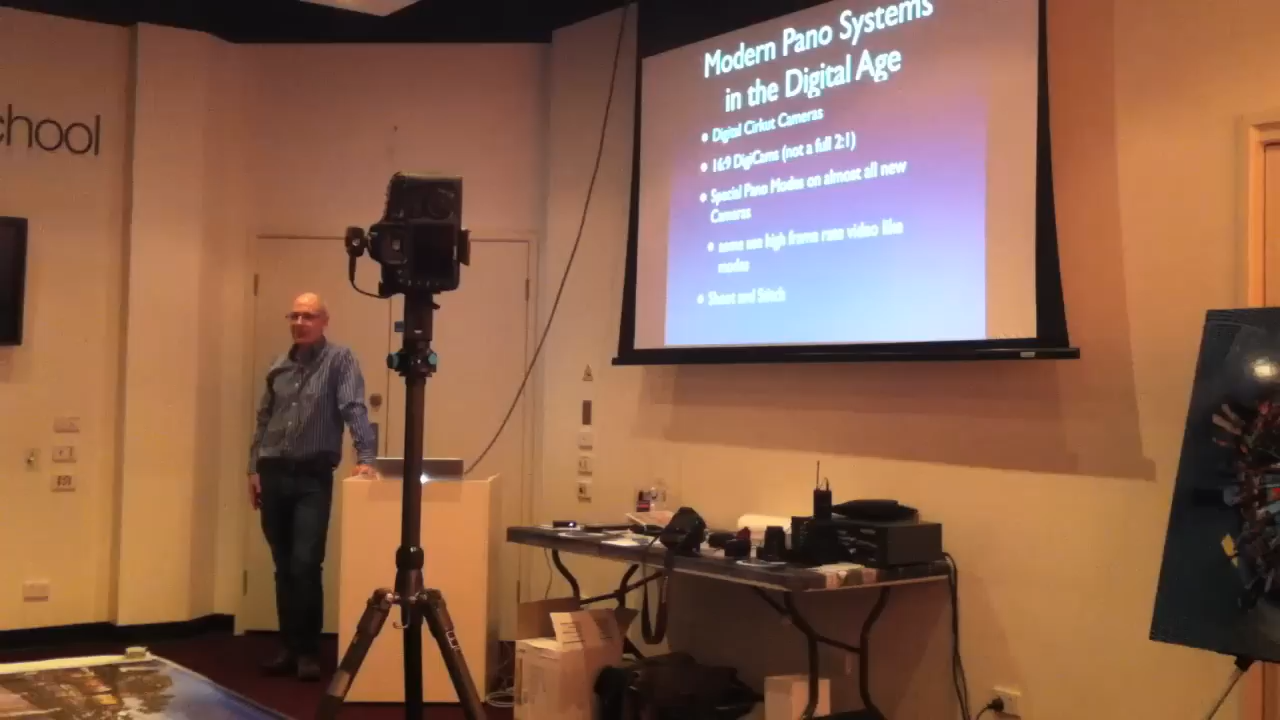 chool
Modern Pano Systems
in the Digital Age
• Digital Cirkut Cameras
• 16:9 DigiCams (not a full 2:1)
• Special Pano Modes on almost all new
Cameras
• some use high frame rate video like
modes
• Shoot and Stitch